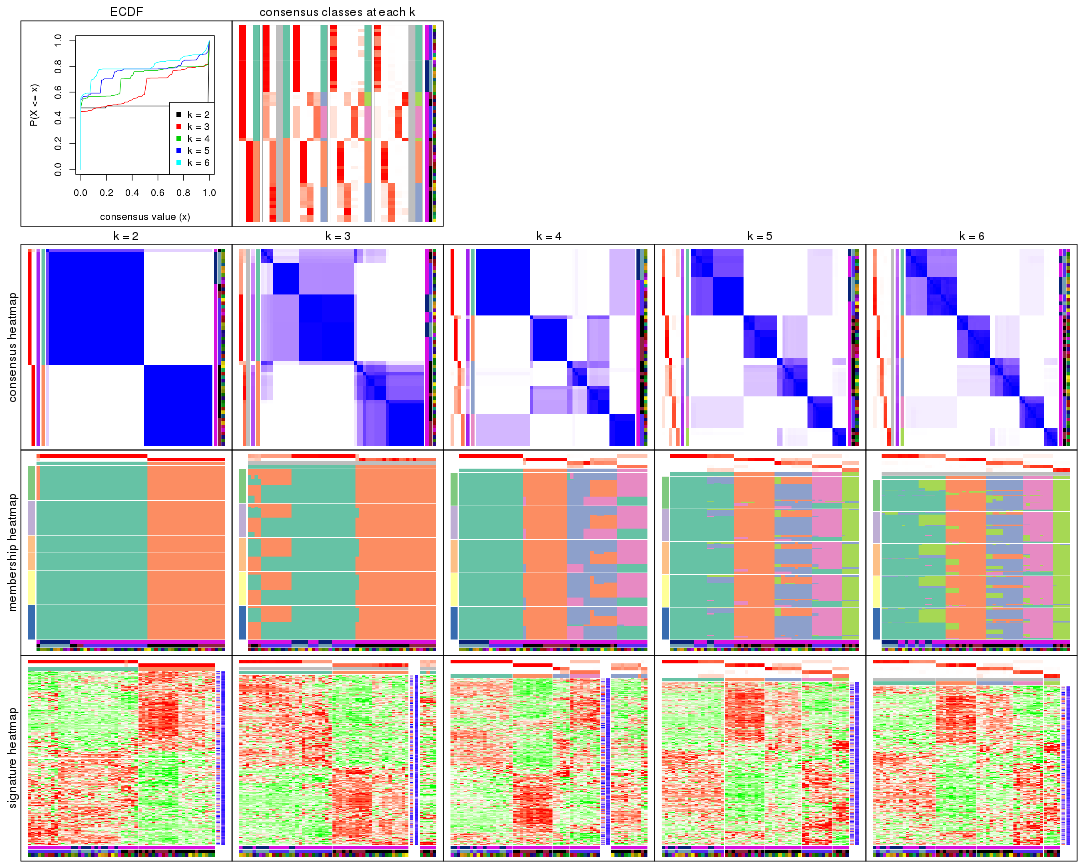 ECDF
consensus classes at each k
P(X <= x)
1.0
0.8
0.6
0.4
0.2
0.0
k = 2
k = 3
k = 4
k = 5
k = 6
0.0 0.2 0.4 0.6 0.8 1.0
consensus value (x)
k = 2
k = 3
k = 4
k = 5
k = 6
consensus heatmap
membership heatmap
signature heatmap